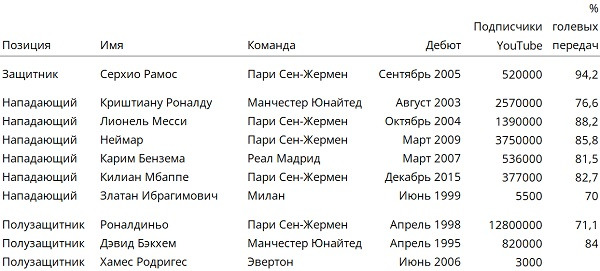 %
Подписчики голевых
Позиция Имя Команда Дебют YouTube передач
Защитник Серхио Рамос Пари Сен-Жермен Сентябрь 2005 520000 94,2
Нападающий Криштиану Роналду Манчестер Юнайтед Август 2003 2570000 76,6
Нападающий Лионель Месси Пари Сен-Жермен Октябрь 2004 1390000 88,2
Нападающий Неймар Пари Сен-Жермен Март 2009 3750000 85,8
Нападающий Карим Бензема Реал Мадрид Март 2007 536000 81,5
Нападающий Килиан Мбаппе Пари Сен-Жермен Декабрь 2015 377000 82,7
Нападающий Златан Ибрагимович Милан Июнь 1999 5500 70
Полузащитник Роналдиньо Пари Сен-Жермен Апрель 1998 12800000 71,1
Полузащитник Дэвид Бэкхем Манчестер Юнайтед Апрель 1995 820000 84
Полузащитник Хамес Родригес Эвертон Июнь 2006 3000